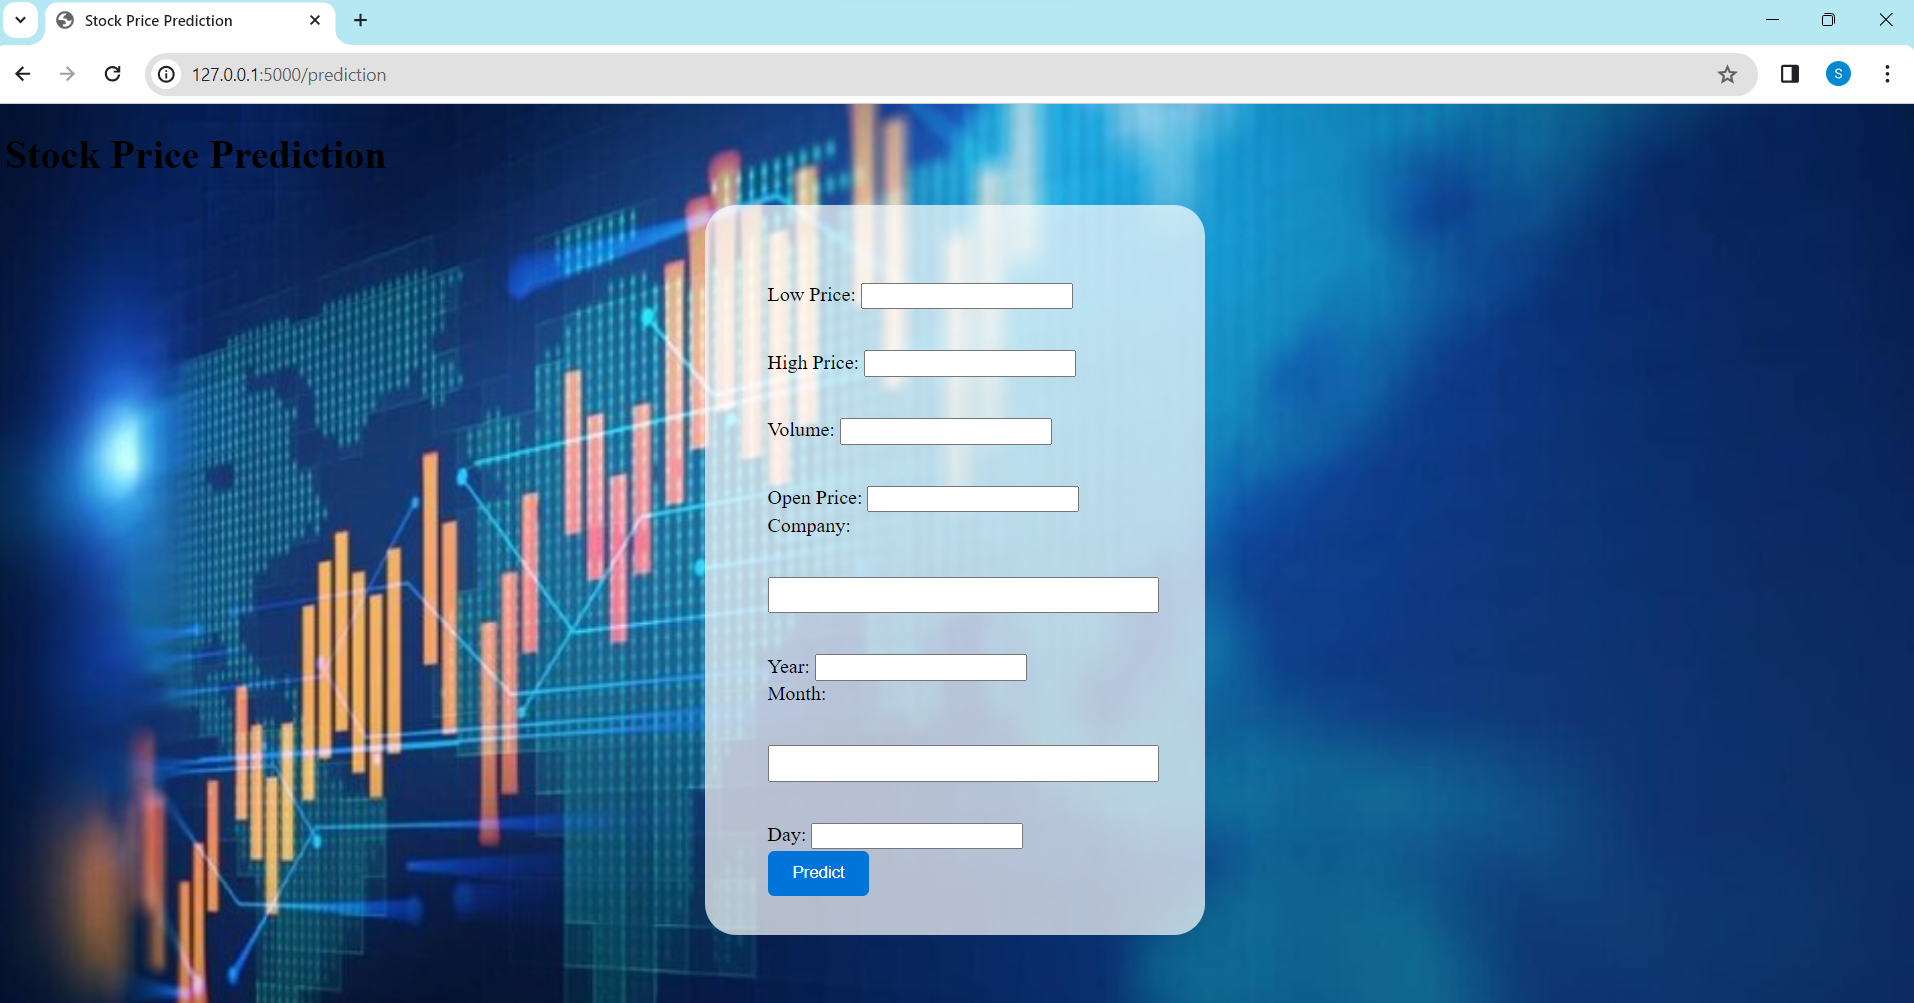 Stock Price Prediction
127.0.0.1:5000/prediction
S
Stock Price Prediction
Low Price:
High Price:
Volume:
Open Price:
Company:
Year:
Month:
Day:
Predict